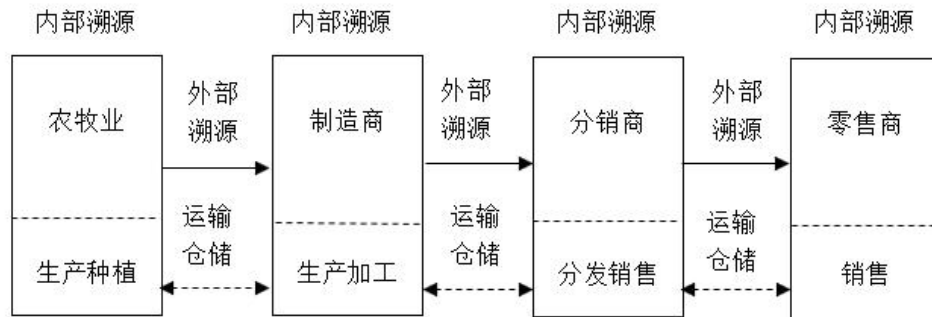 内部溯源
内部溯源
内部溯源
内部溯源
农牧业
外部
溯源
制造商
外部
溯源
分销商
外部
溯源
零售商
生产种植
运输
仓储
生产加工
运输
仓储
分发销售
运输
仓储
销售